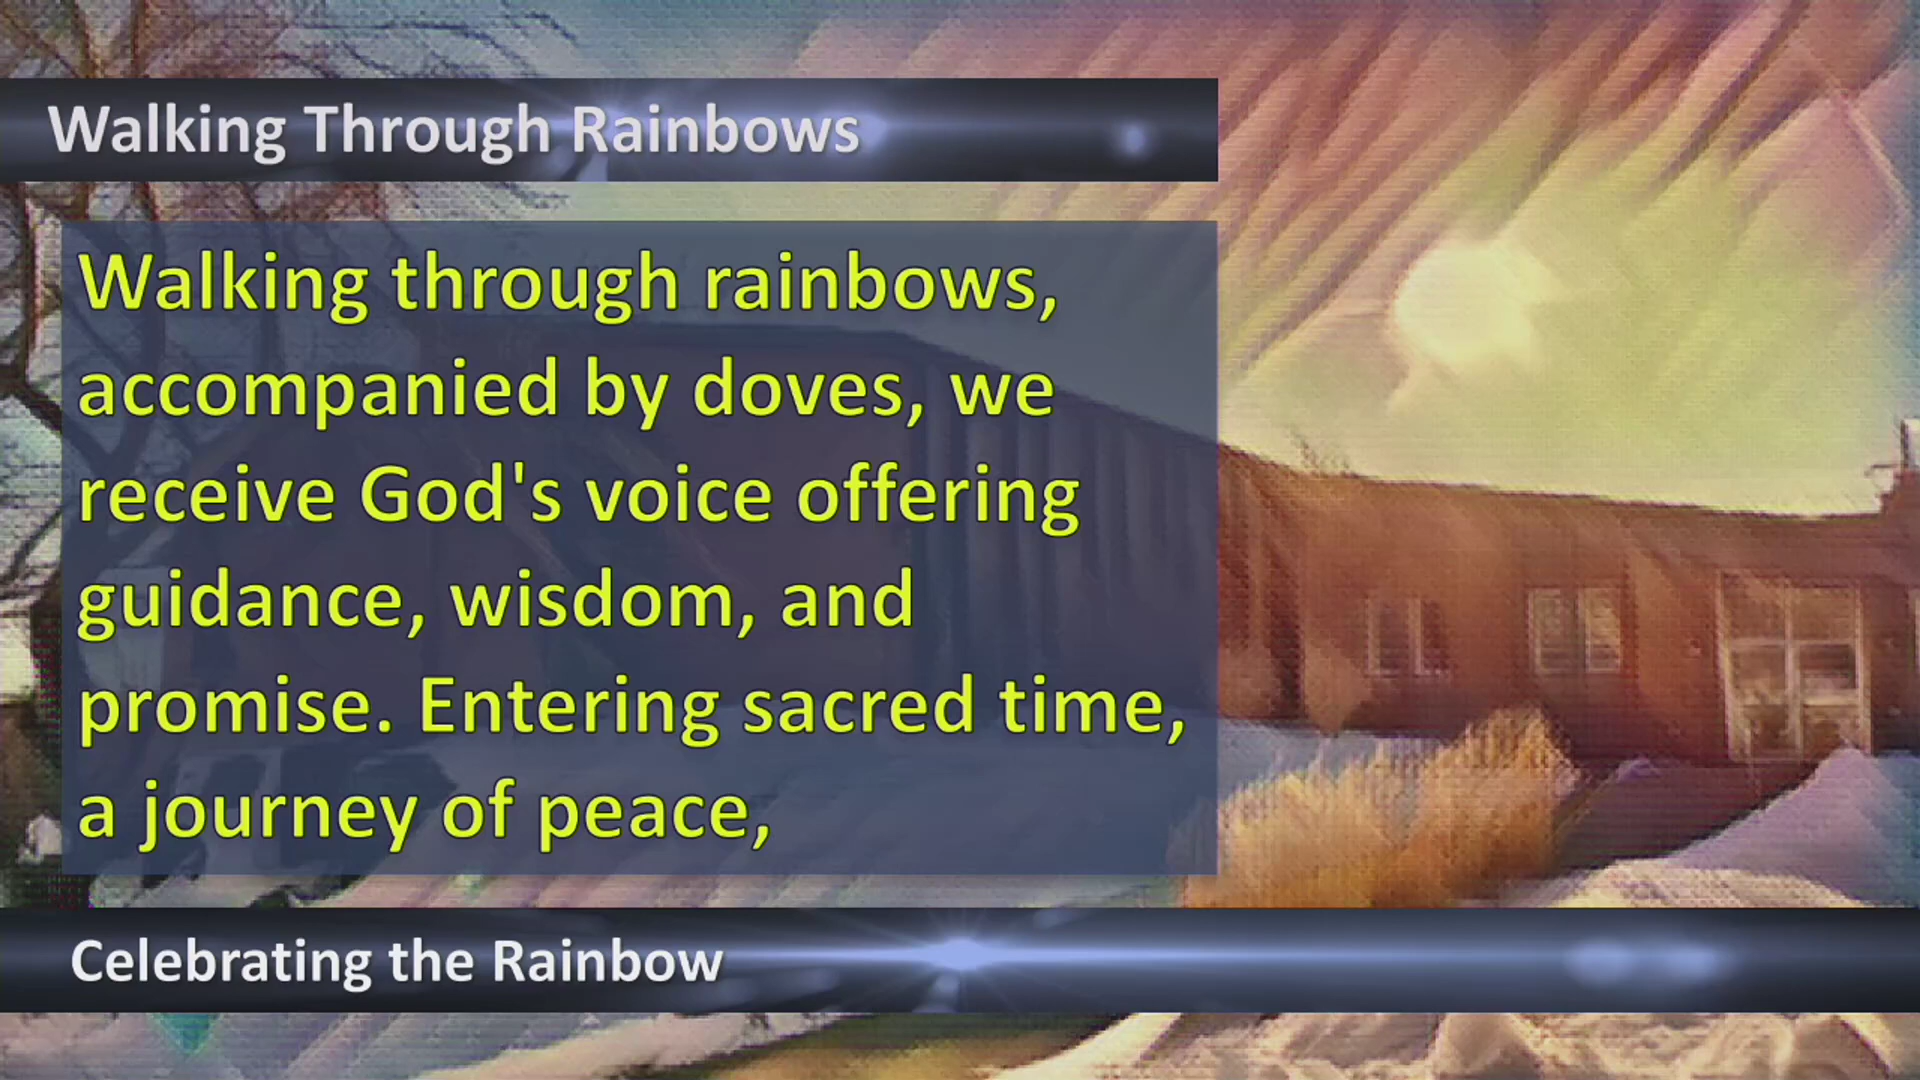 Walking Through Rainbows
Walking through rainbows,
accompanied by doves, we
receive God's voice offering
guidance, wisdom, and
promise. Entering sacred time,
a journey of peace,
Celebrating the Rainbow